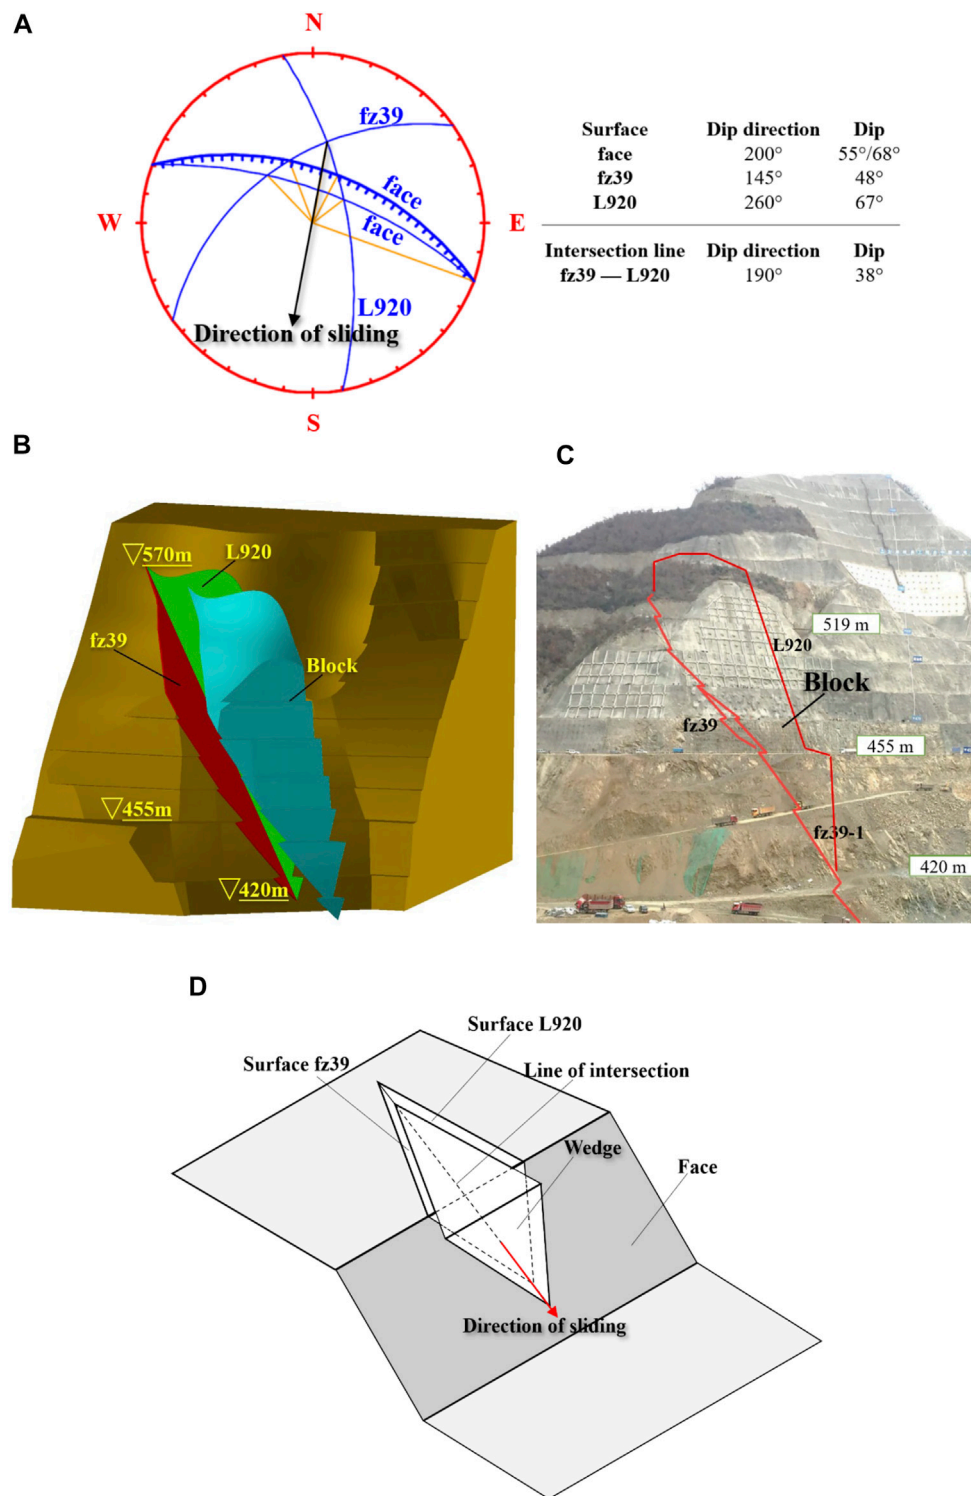 A
N
fz39
face
face
W
E
L920
Direction of sliding
S
Surface Dip direction Dip
face 200° 55°/68°
fz39 145° 48°
L920 260° 67°
Intersection line Dip direction Dip
fz39 — L920 190° 38°
B
570m
L920
fz39
Block
455m
420m
C
519 m
L920
Block
fz39
455 m
fz39-1
420 m
D
Surface L920
Surface fz39
Line of intersection
Wedge
Face
Direction of sliding